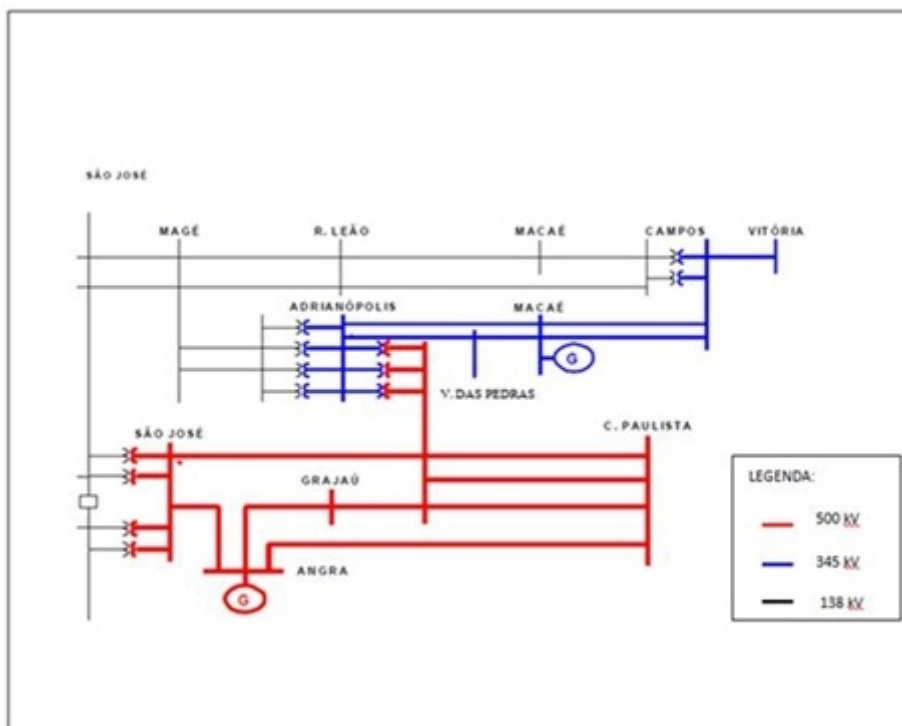 SÃO JOSÉ
MAGÉ R. LEÃO MACAÉ CAMPOS VITÓRIA
ADRIANÓPOLIS MACAÉ
G
V. DAS PEDRAS
C. PAULISTA
SÃO JOSÉ
GRAJAÚ
LEGENDA:
500 kV
345 kV
138 kV
ANGRA
G